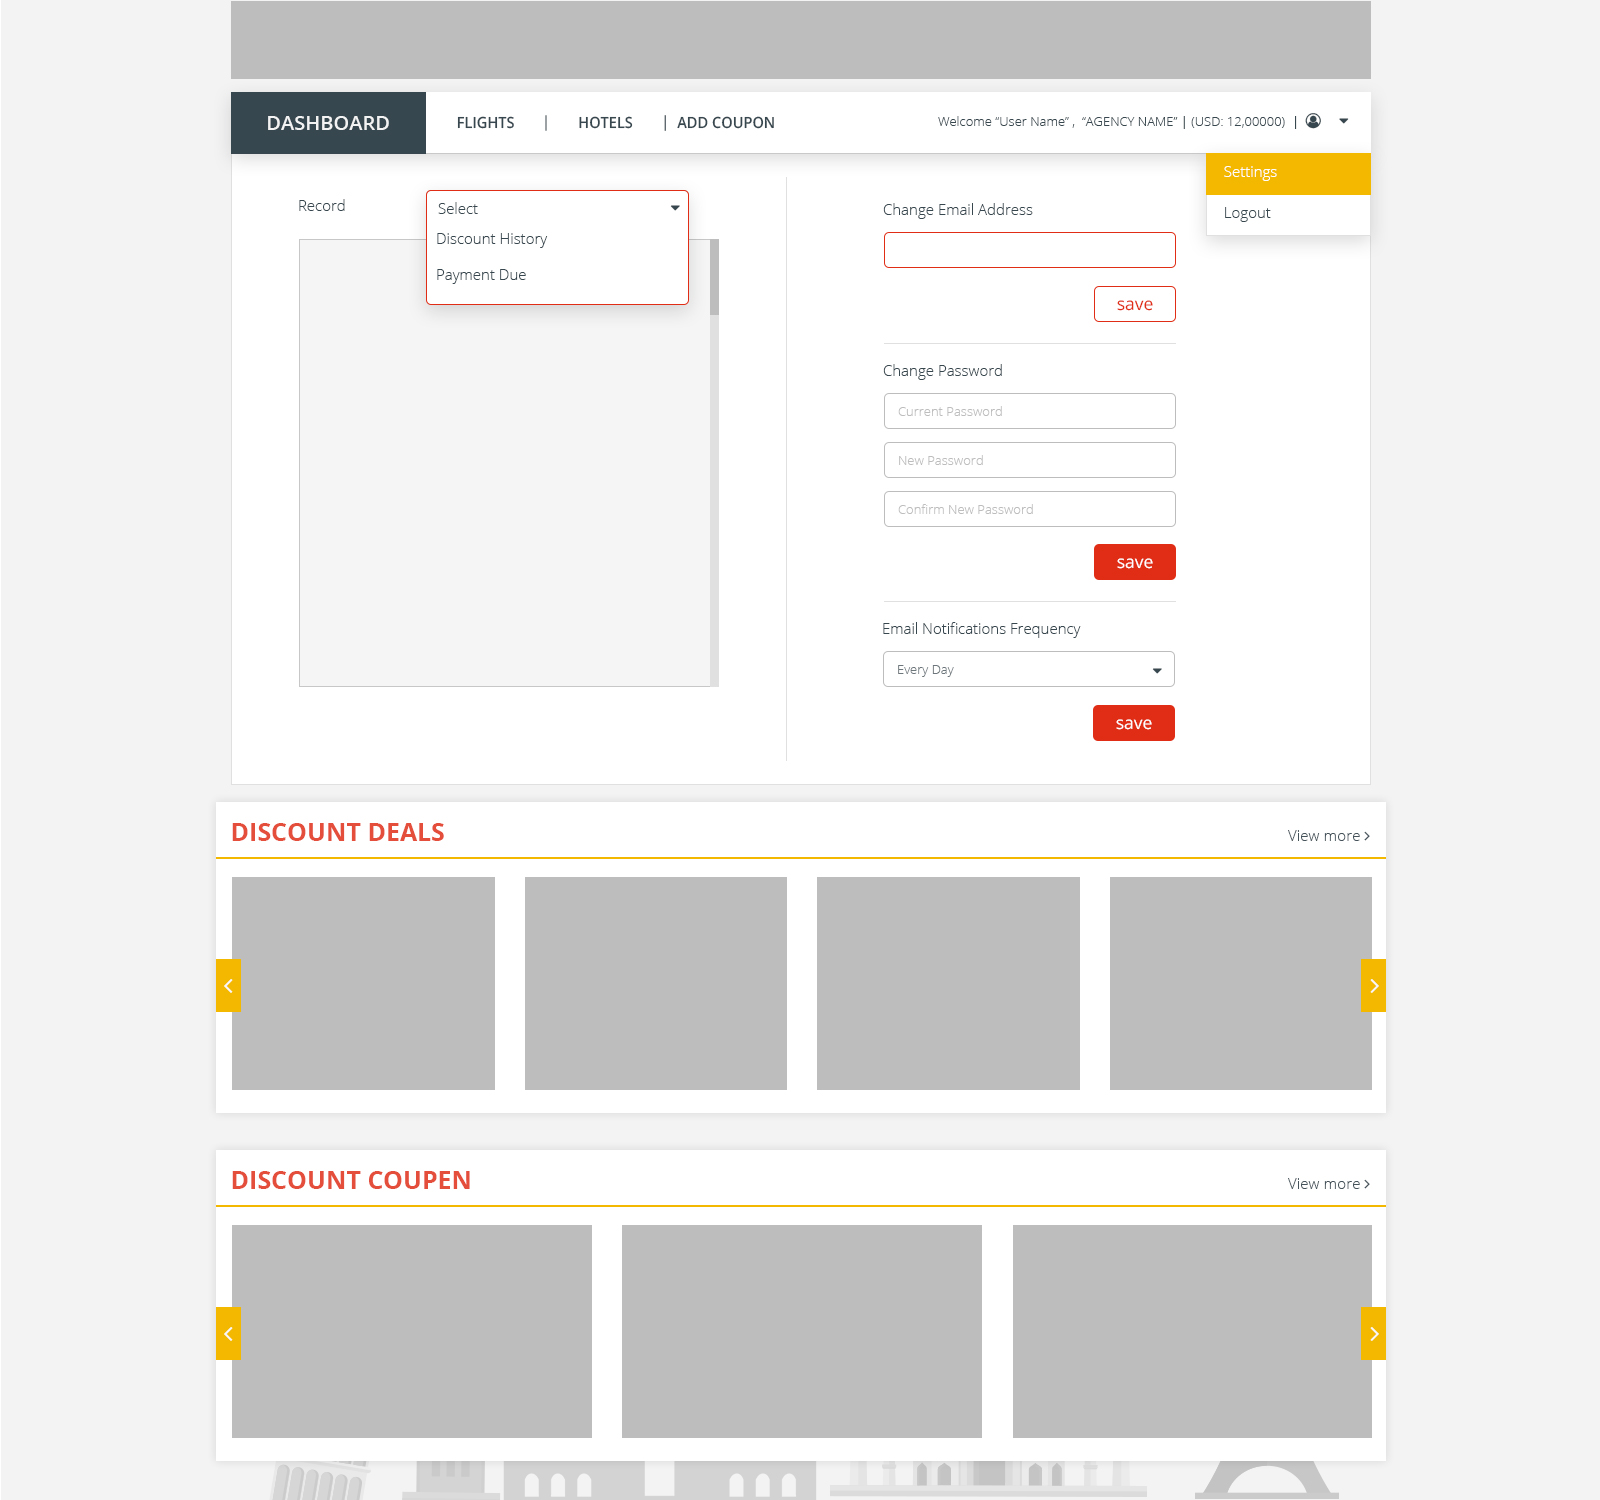 DASHBOARD FLIGHTS | HOTELS | ADD COUPON Welcome “User Name” , “AGENCY NAME” | (USD: 12,00000) |
Settings
Logout
Record
Select
Discount History
Payment Due
Change Email Address
save
Change Password
Current Password
New Password
Confirm New Password
save
Email Notifications Frequency
Every Day
save
DISCOUNT DEALS
View more >
DISCOUNT COUPEN
View more >